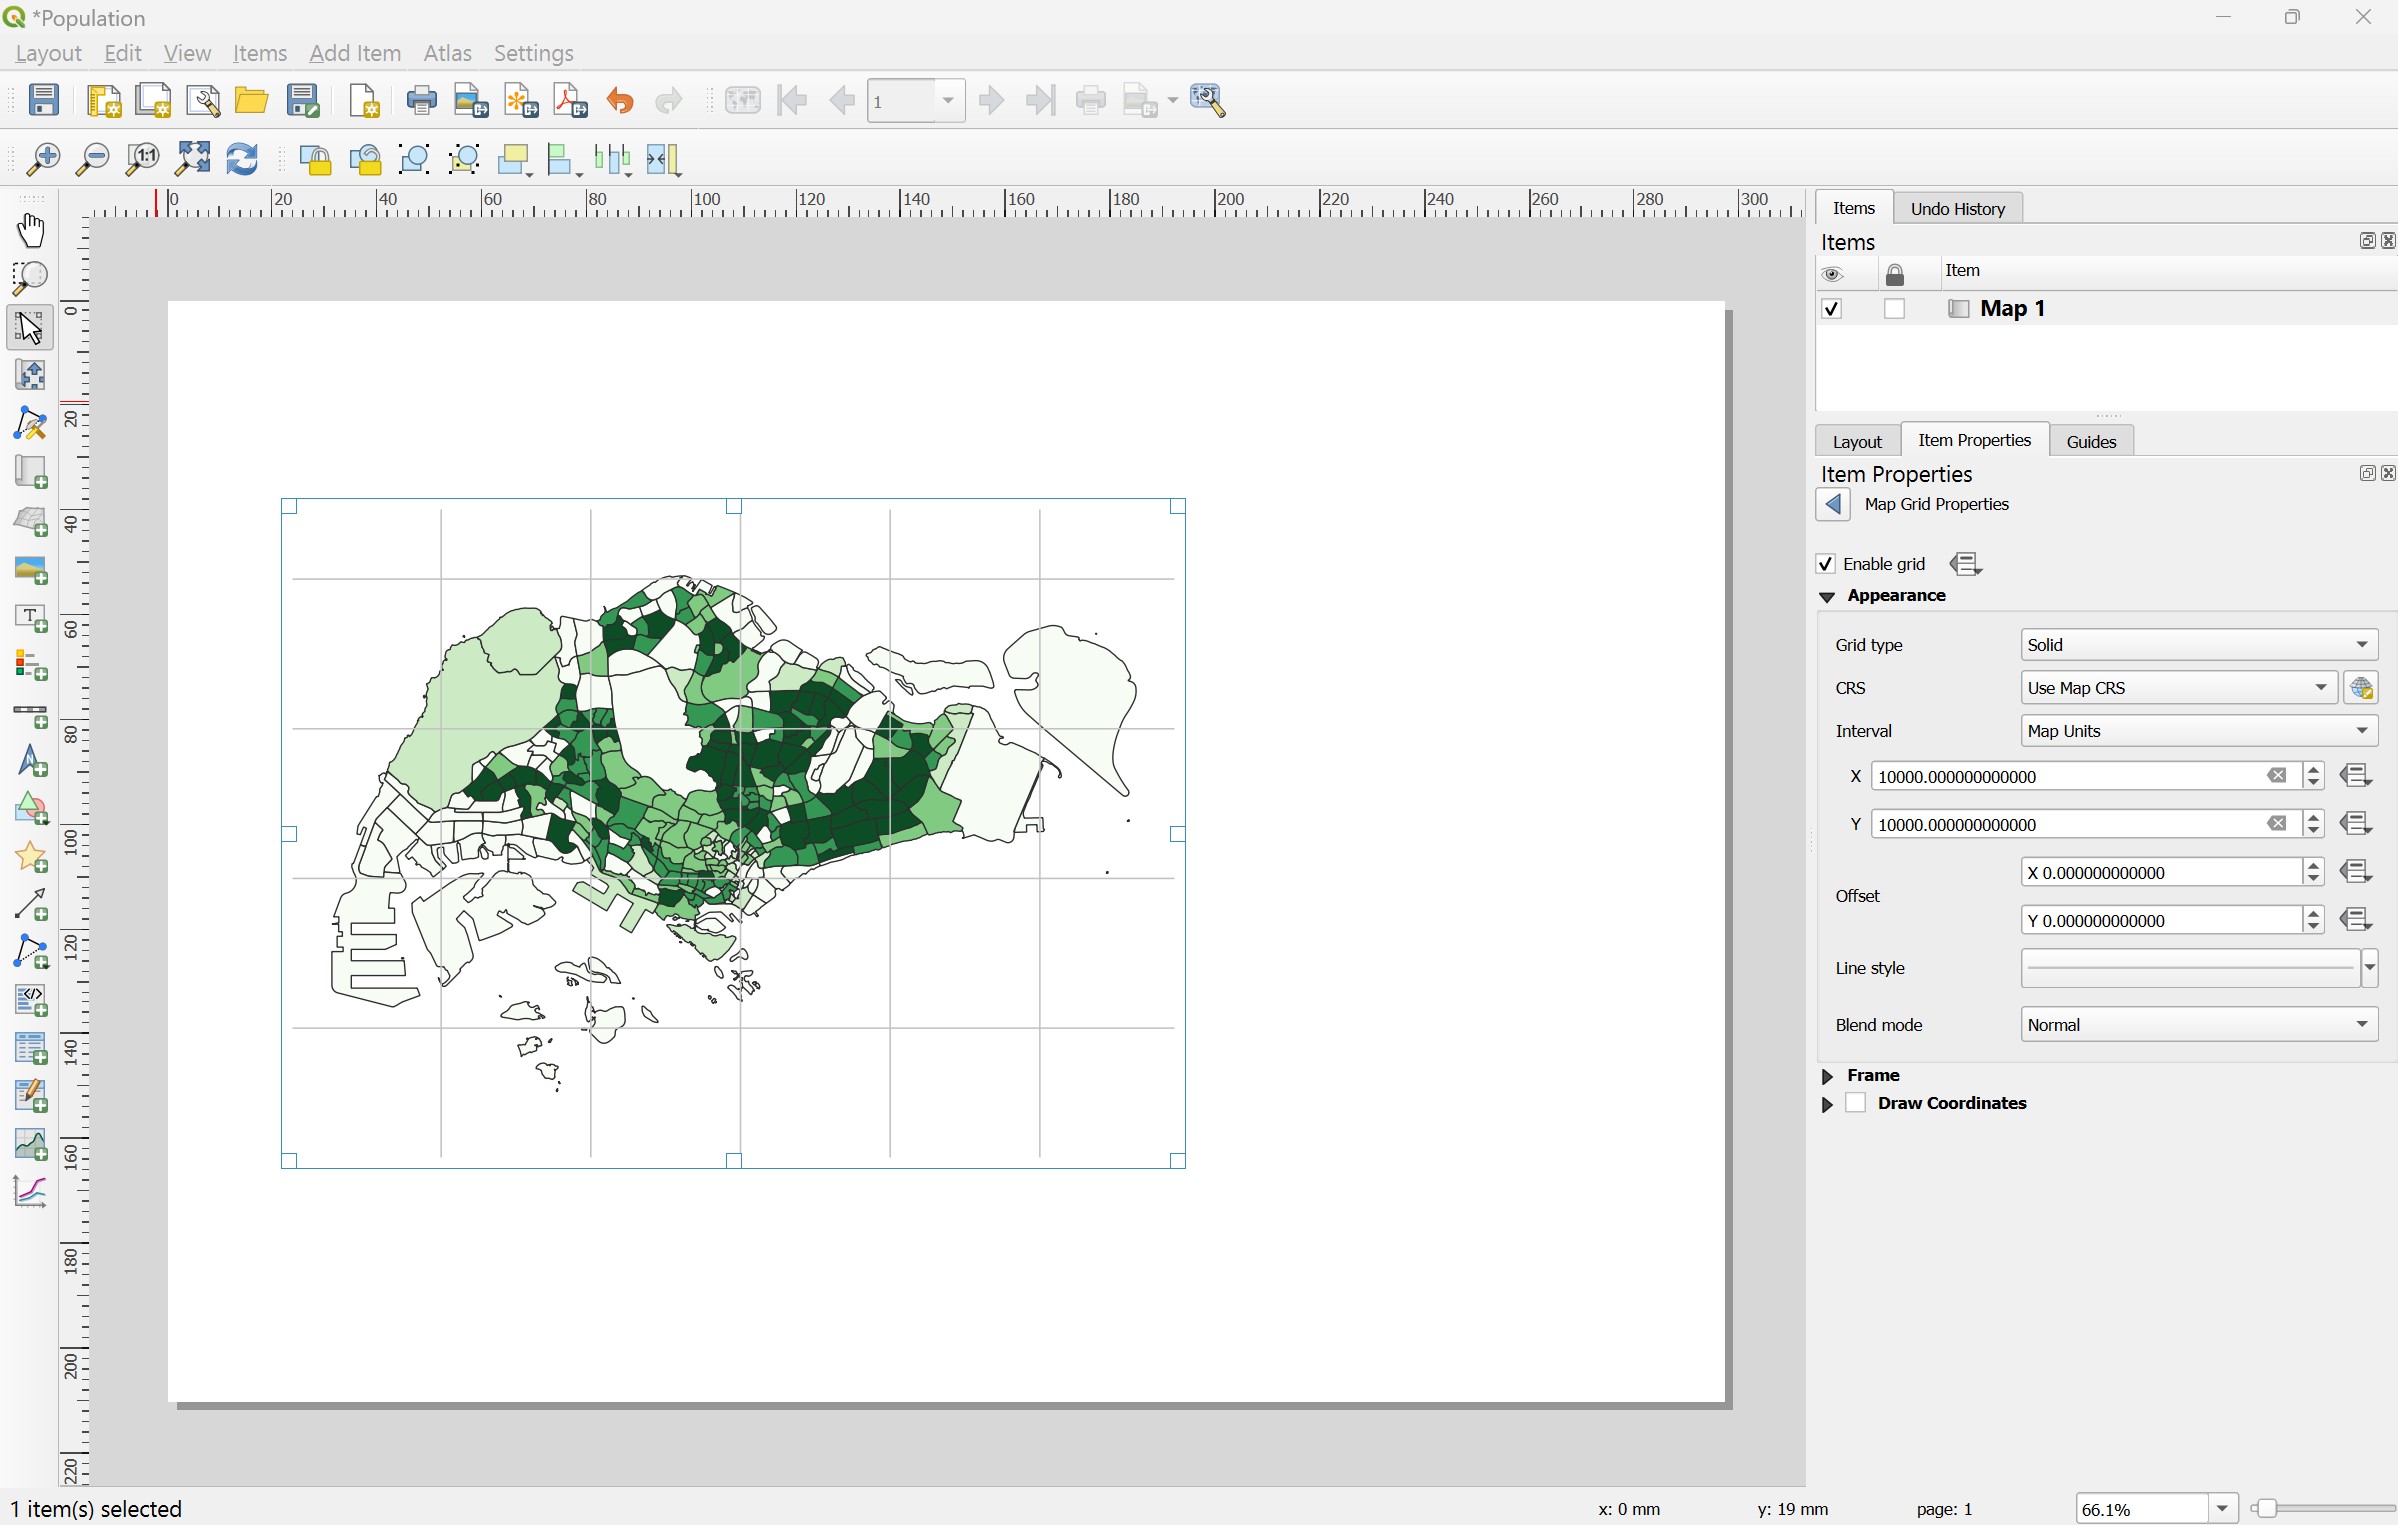 *Population
Layout Edit View Items Add Item Atlas Settings
1
1:1
0 20 40 60 80 100 120 140 160 180 200 220 240 260 280 300
0
20
40
60
80
100
120
140
160
180
200
220
T
N
Items Undo History
Items
Item
Map 1
Layout Item Properties Guides
Item Properties
Map Grid Properties
Enable grid
Appearance
Grid type Solid
CRS Use Map CRS
Interval Map Units
X 10000.000000000000
Y 10000.000000000000
Offset
X 0.000000000000
Y 0.000000000000
Line style
Blend mode Normal
Frame
Draw Coordinates
1 item(s) selected x: 0 mm y: 19 mm page: 1 66.1%